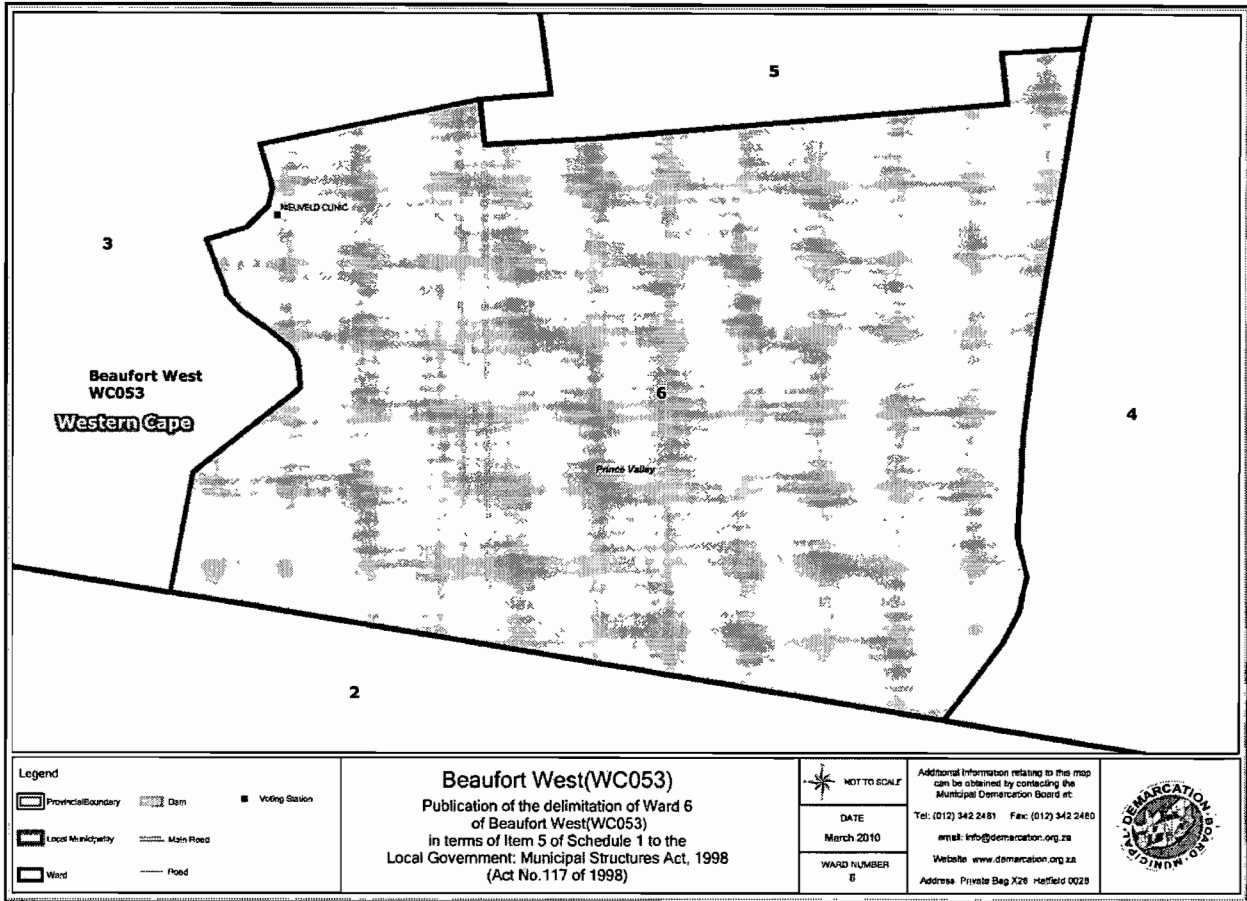 5
NIEUVELD CLINIC
3
Beaufort West
WC053
6
Western Cape
4
Prince Valley
2
Legend
ProvincialBoundary
Dam
Voting Station
Local Municipality
Main Road
Ward
Road
Beaufort West(WC053)
Publication of the delimitation of Ward 6
of Beaufort West(WC053)
in terms of Item 5 of Schedule 1 to the
Local Government: Municipal Structures Act, 1998
(Act No.117 of 1998)
NOT TO SCALE
DATE
March 2010
WARD NUMBER
6
Additional Information relating to this map
can be obtained by contacting the
Municipal Demarcation Board at:
Tel: (012) 342 2481 Fax: (012) 342 2480
email: info@demarcation.org.za
Website www.demarcation.org.za
Address Private Bag X28 Hatfield 0028
DEMARCATION BOARD MUNICIPAL